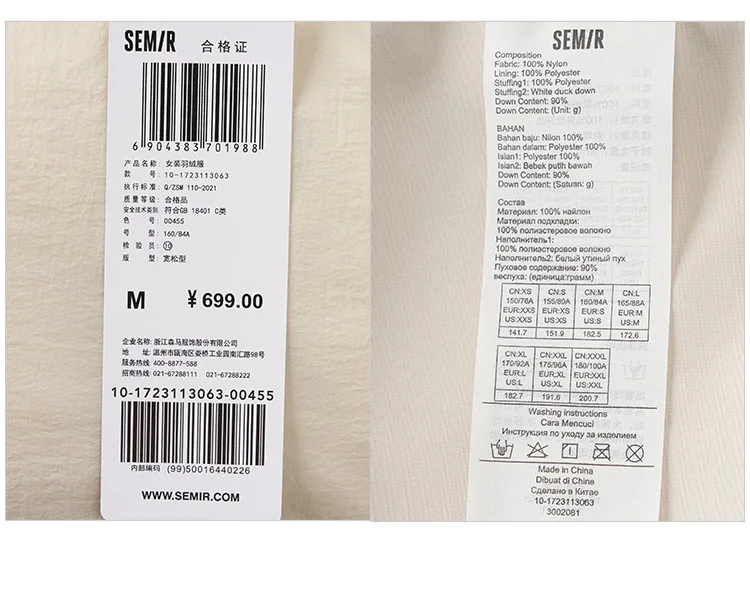 SEMIR 合格证
6 904383 701988
产品名称: 女装羽绒服
款 号: 10-1723113063
执行标准: Q/ZSM 110-2021
质量等级: 合格品
安全技术类别: 符合GB 18401 C类
色 号: 00455
号 型: 160/84A
检 验 员: ⑩
版 型: 宽松型
M ¥699.00
企业名称: 浙江森马服饰股份有限公司
地 址: 温州市瓯海区娄桥工业园南汇路98号
服务热线: 400-8877-588
投诉热线: 021-67288111 021-67288222
10-1723113063-00455
内部编码 (99)50016440226
WWW.SEMIR.COM
SEMIR
Composition
Fabric: 100% Nylon
Lining: 100% Polyester
Stuffing1: 100% Polyester
Stuffing2: White duck down
Down Content: 90%
Down Content: (Unit: g)
BAHAN
Bahan baju: Nilon 100%
Bahan dalam: Polyester 100%
Isian1: Polyester 100%
Isian2: Bebek putih bawah
Down Content: 90%
Down Content: (Satuan: g)
Состав
Материал: 100% найлон
Материал подкладки:
100% полиэстеровое волокно
Наполнитель1:
100% полиэстеровое волокно
Наполнитель2: белый утиный пух
Пуховое содержание: 90%
веспуха: (единица:грамм)
CN:XS CN:S CN:M CN:L
150/76A 155/80A 160/84A 165/88A
EUR:XXS EUR:XS EUR:S EUR:M
US:XXS US:XS US:S US:M
141.7 151.9 162.5 172.6
CN:XL CN:XXL CN:XXXL
170/92A 175/96A 180/100A
EUR:L EUR:XL EUR:XXL
US:L US:XL US:XXL
182.7 191.6 200.7
Washing instructions
Cara Mencuci
Инструкция по уходу за изделием
Made in China
Dibuat di China
Сделано в Китае
10-1723113063
3002081